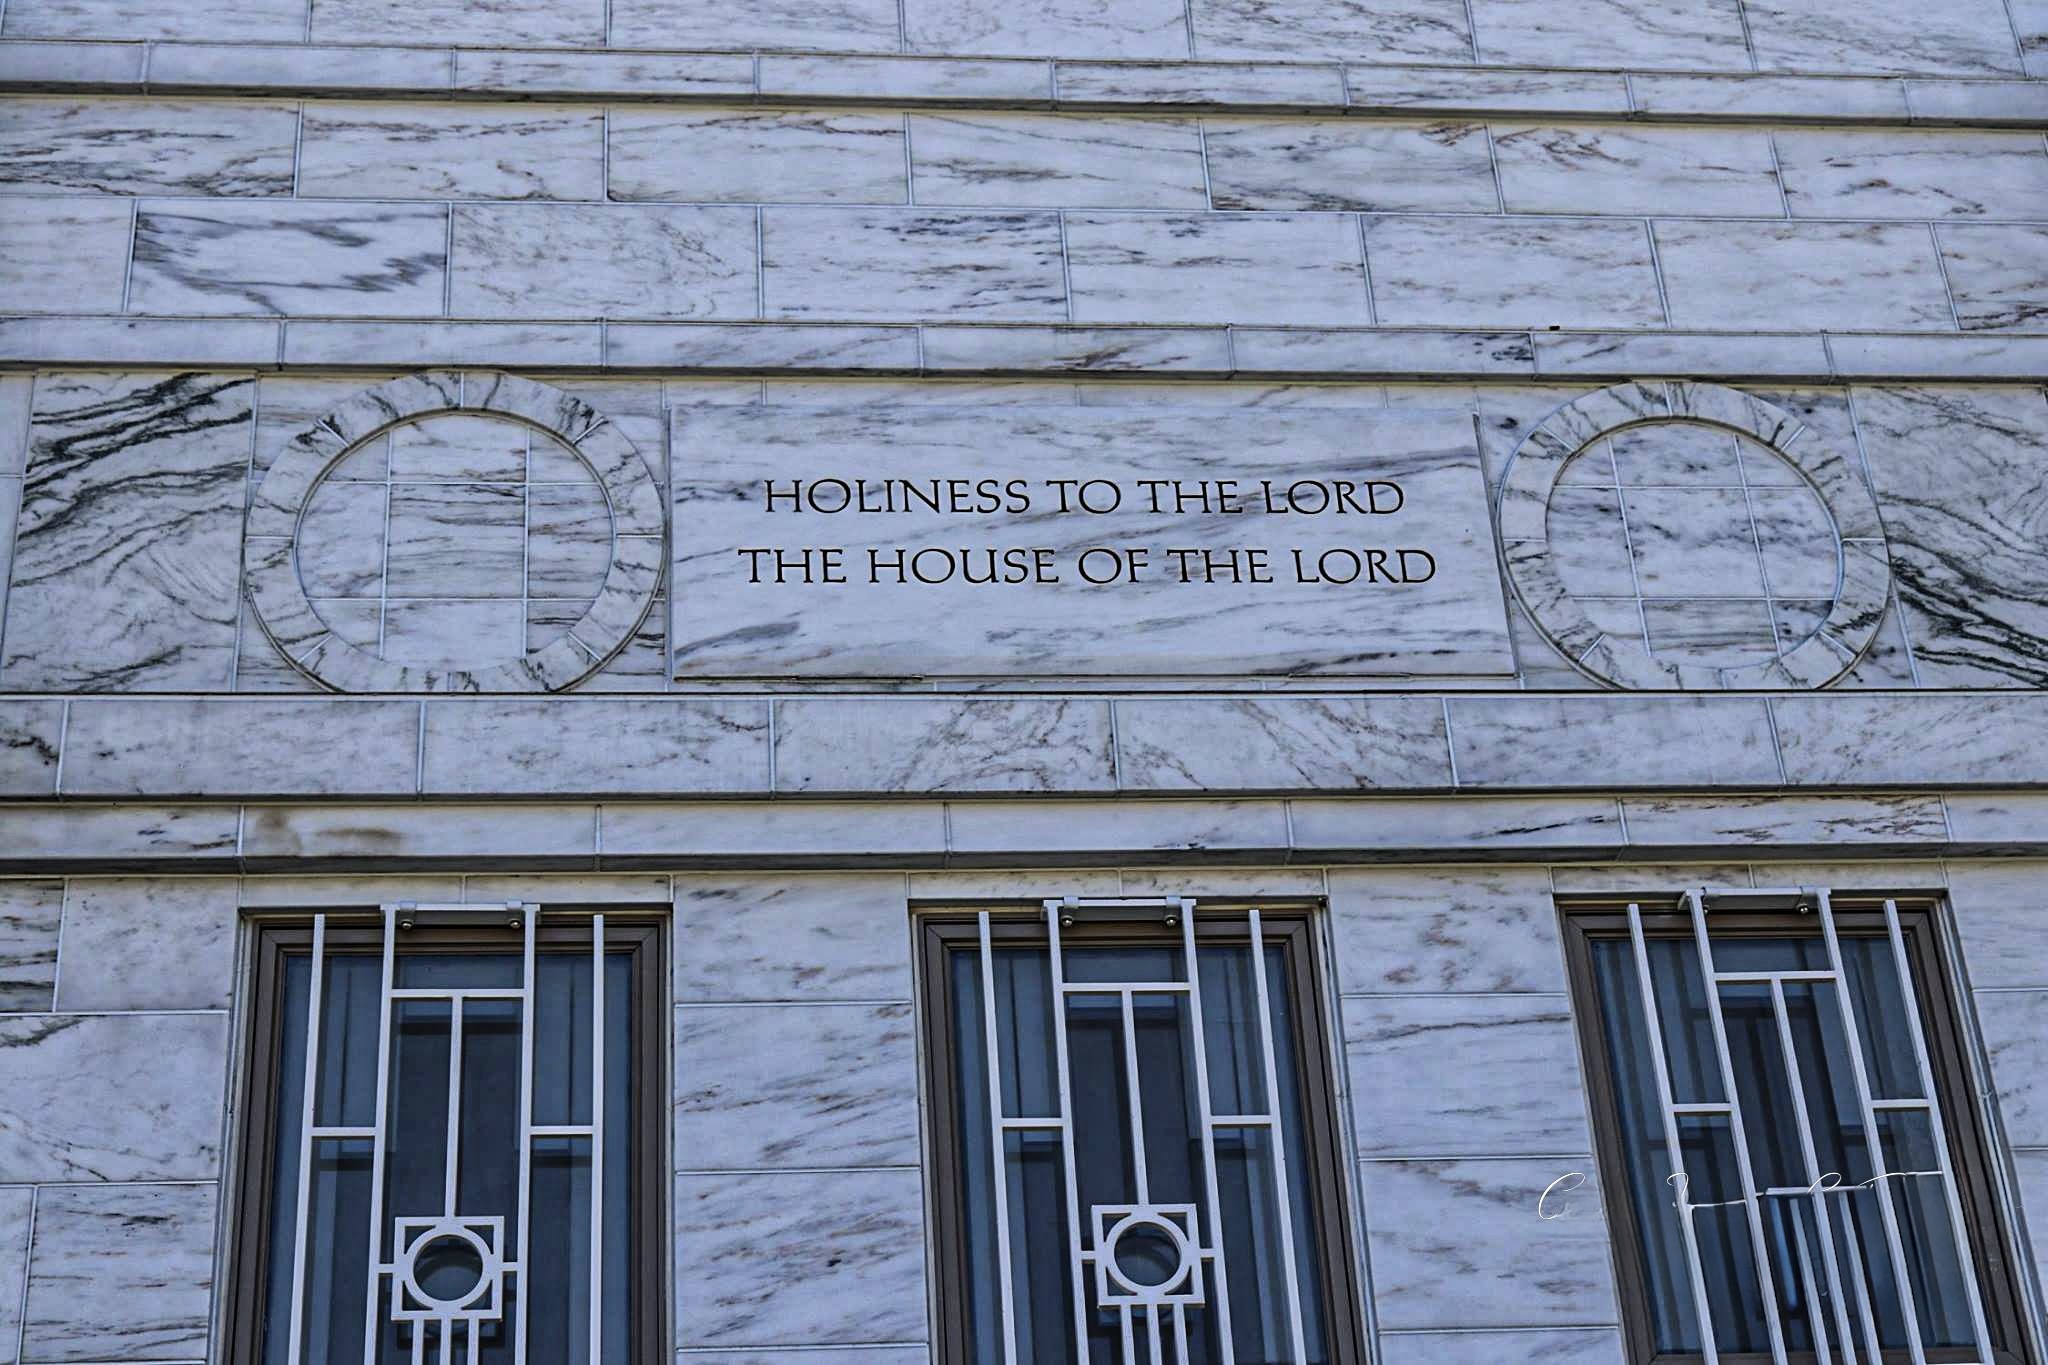 HOLINESS TO THE LORD
THE HOUSE OF THE LORD